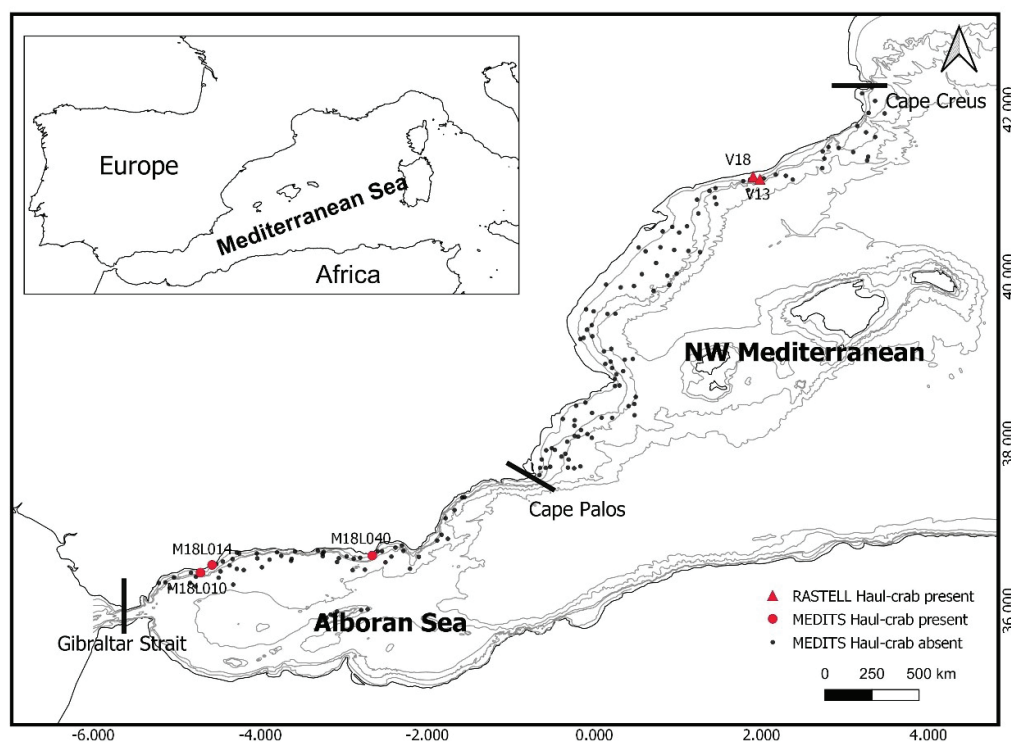 Europe
Mediterranean Sea
Africa
Cape Creus
42.000
V18
V13
40.000
NW Mediterranean
38.000
Cape Palos
M18L014
M18L040
M18L010
36.000
Gibraltar Strait
Alboran Sea
RASTELL Haul-crab present
MEDITS Haul-crab present
MEDITS Haul-crab absent
0 250 500 km
-6.000 -4.000 -2.000 0.000 2.000 4.000